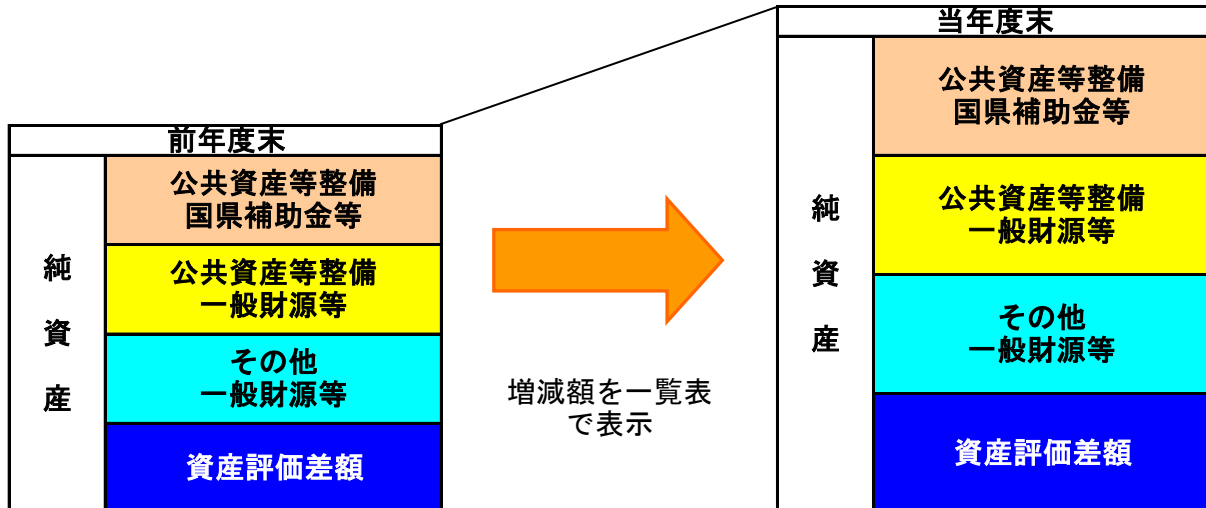 前年度末
純資産
公共資産等整備
国県補助金等
公共資産等整備
一般財源等
その他
一般財源等
資産評価差額
増減額を一覧表
で表示
当年度末
純資産
公共資産等整備
国県補助金等
公共資産等整備
一般財源等
その他
一般財源等
資産評価差額